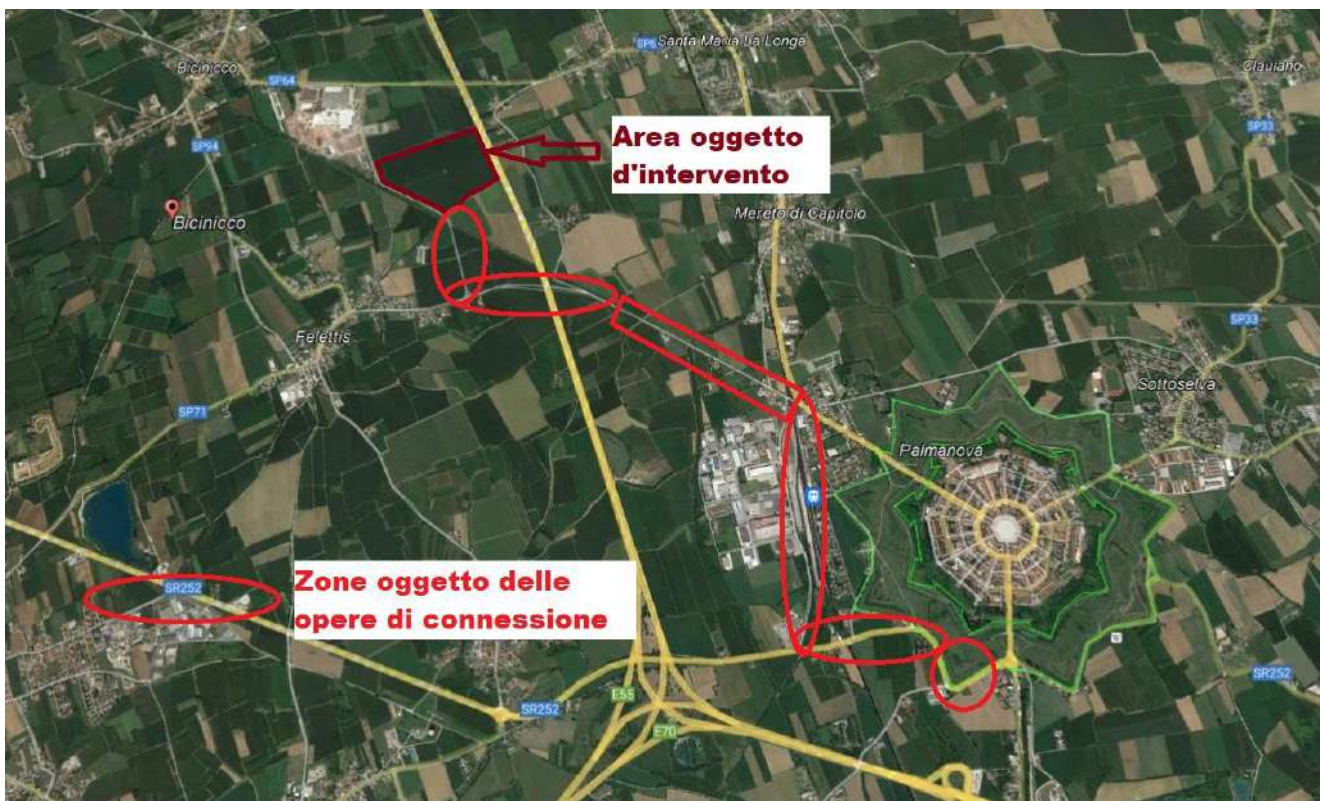 Santa Maria La Longa
SP6
Bicinicco
SP64
Clauiano
SP33
SP94
Area oggetto
d'intervento
Bicinicco
Mereto di Capitolo
SP33
Felettis
Sottoselva
SP71
Palmanova
SR252
Zone oggetto delle
opere di connessione
SR252
E55
SR252
E70